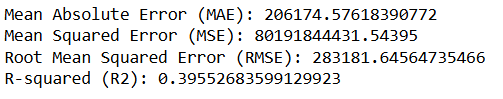 Mean Absolute Error (MAE): 206174.57618390772
Mean Squared Error (MSE): 80191844431.54395
Root Mean Squared Error (RMSE): 283181.64564735466
R-squared (R2): 0.39552683599129923